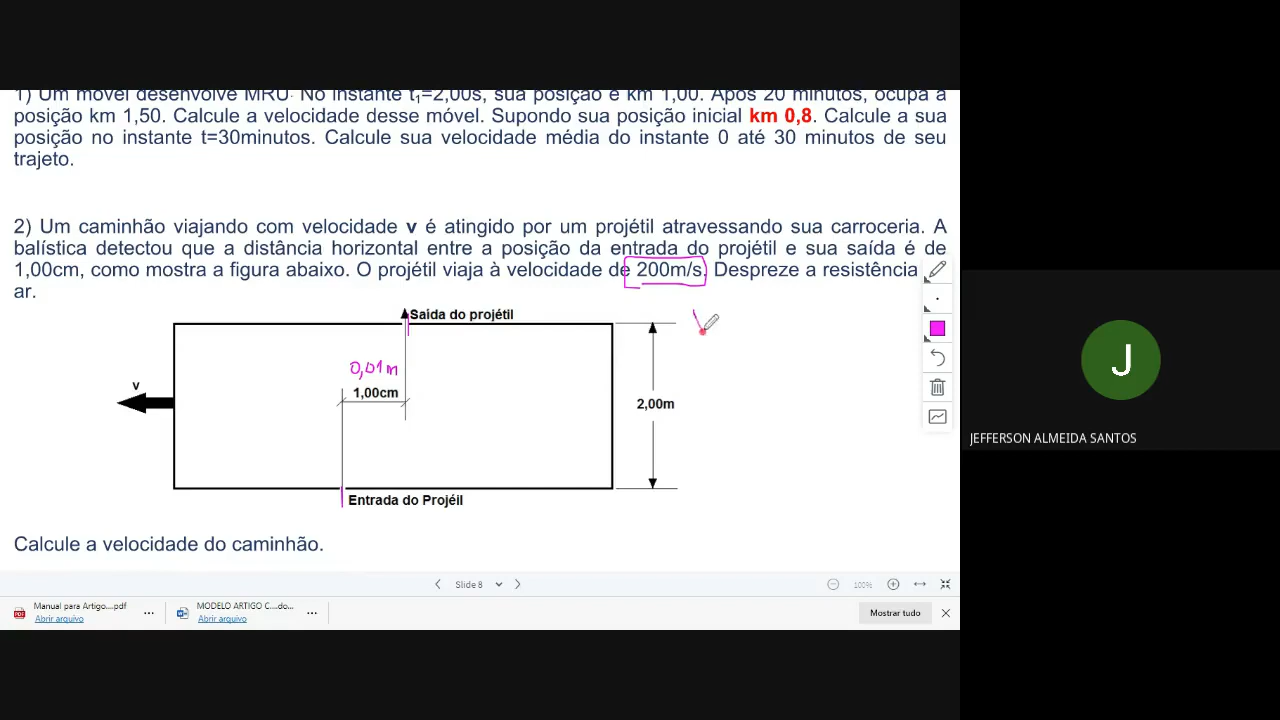 1) Um móvel desenvolve MRU. No instante t₁=2,00s, sua posição é km 1,00. Após 20 minutos, ocupa a
posição km 1,50. Calcule a velocidade desse móvel. Supondo sua posição inicial km 0,8. Calcule a sua
posição no instante t=30minutos. Calcule sua velocidade média do instante 0 até 30 minutos de seu
trajeto.
2) Um caminhão viajando com velocidade v é atingido por um projétil atravessando sua carroceria. A
balística detectou que a distância horizontal entre a posição da entrada do projétil e sua saída é de
1,00cm, como mostra a figura abaixo. O projétil viaja à velocidade de 200m/s. Despreze a resistência
ar.
Saída do projétil
0,01m
1,00cm
v
2,00m
Entrada do Projéil
Calcule a velocidade do caminhão.
J
JEFFERSON ALMEIDA SANTOS
Slide 8
100%
Manual para Artigo....pdf
Abrir arquivo
MODELO ARTIGO C....do...
Abrir arquivo
Mostrar tudo